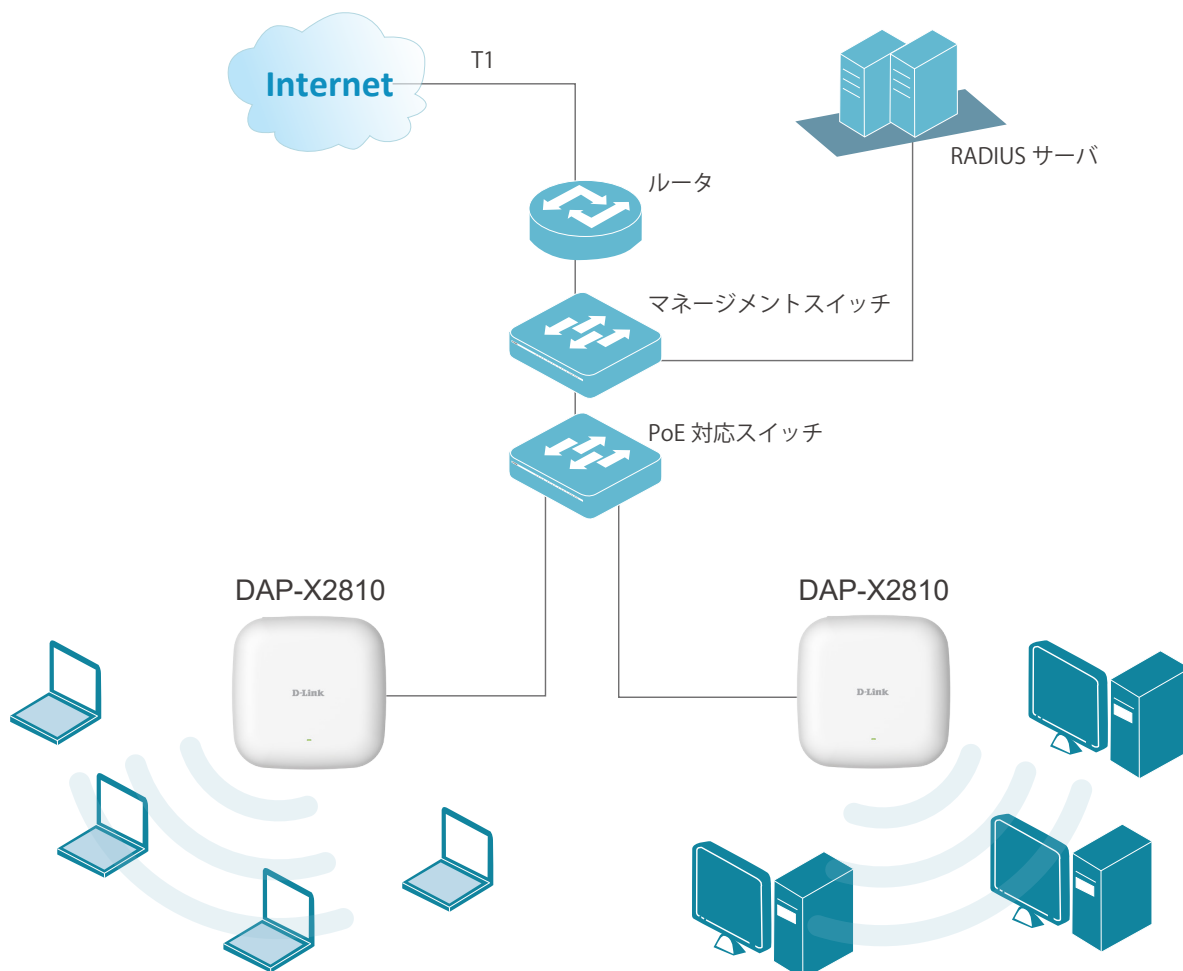 T1
Internet
RADIUS サーバ
ルータ
マネージメントスイッチ
PoE 対応スイッチ
DAP-X2810
DAP-X2810
D-Link
D-Link